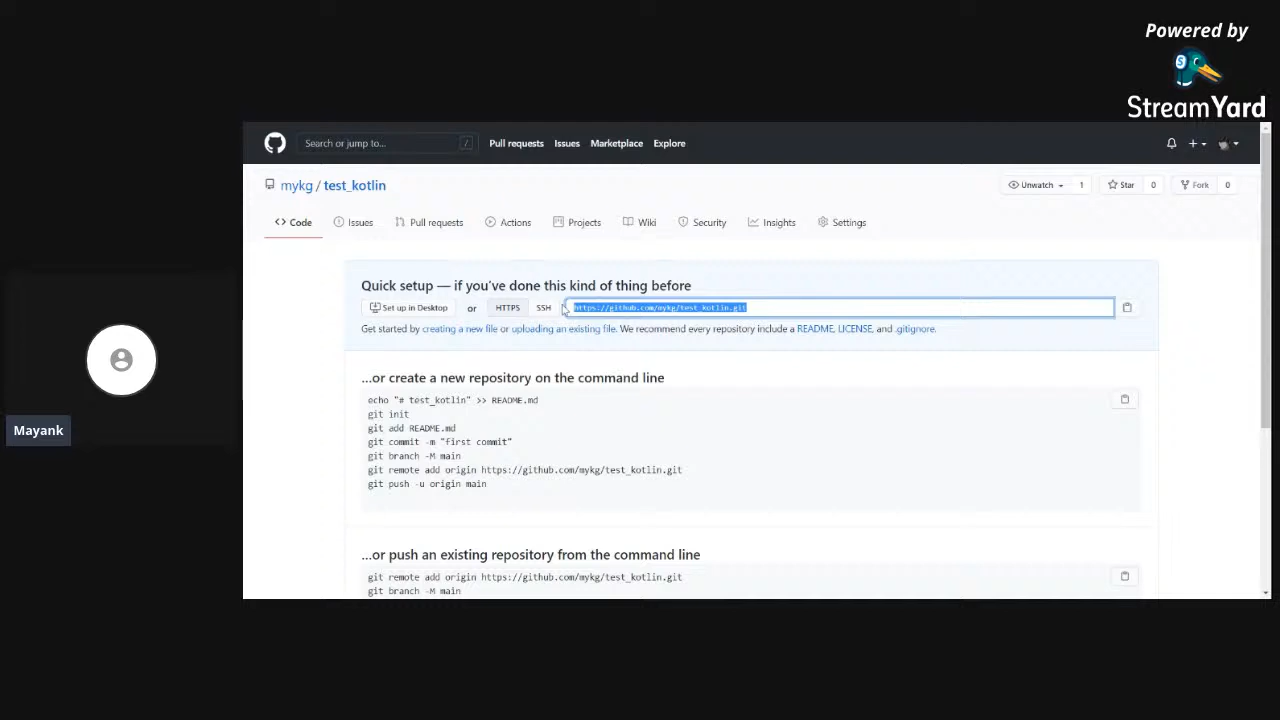 Powered by
StreamYard
Search or jump to... / Pull requests Issues Marketplace Explore
mykg / test_kotlin Unwatch 1 Star 0 Fork 0
<> Code Issues Pull requests Actions Projects Wiki Security Insights Settings
Quick setup — if you've done this kind of thing before
Set up in Desktop or HTTPS SSH https://github.com/mykg/test_kotlin.git
Get started by creating a new file or uploading an existing file. We recommend every repository include a README, LICENSE, and .gitignore.
...or create a new repository on the command line
echo "# test_kotlin" >> README.md
git init
git add README.md
git commit -m "first commit"
git branch -M main
git remote add origin https://github.com/mykg/test_kotlin.git
git push -u origin main
...or push an existing repository from the command line
git remote add origin https://github.com/mykg/test_kotlin.git
git branch -M main
Mayank